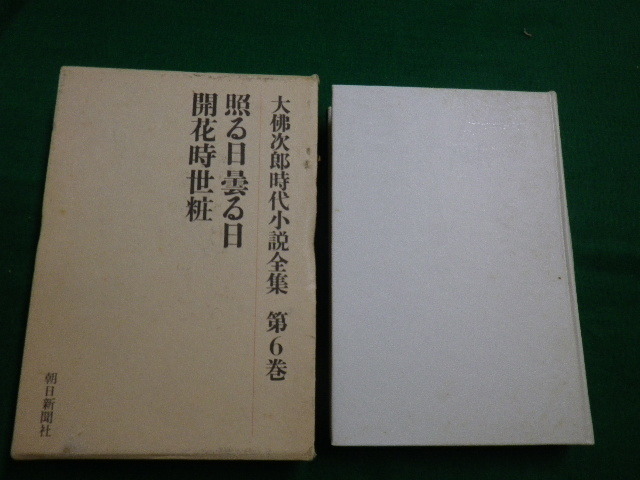 大佛次郎時代小説全集 第6巻
照る日曇る日
開花時世粧
朝日新聞社